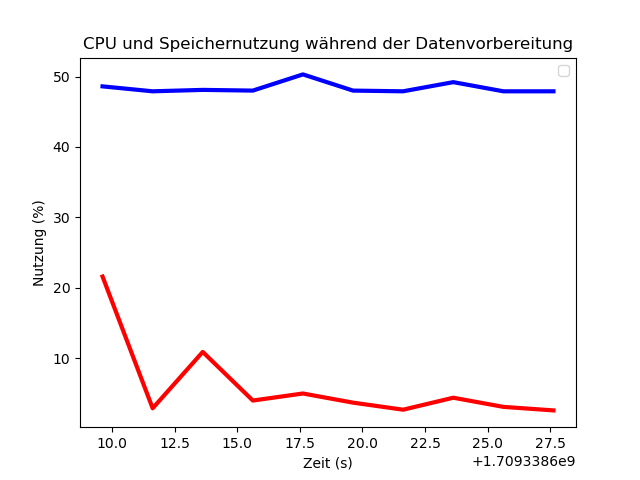 CPU und Speichernutzung während der Datenvorbereitung
50
40
30
20
10
Nutzung (%)
10.0 12.5 15.0 17.5 20.0 22.5 25.0 27.5
Zeit (s)
+1.7093386e9